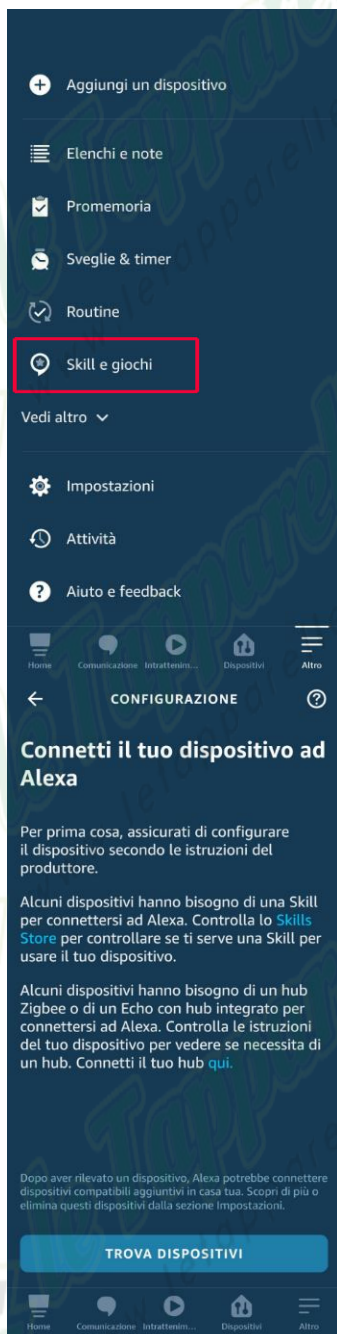 Aggiungi un dispositivo
Elenchi e note
Promemoria
Sveglie & timer
Routine
Skill e giochi
Vedi altro
Impostazioni
Attività
Aiuto e feedback
Home Comunicazione Intrattenim... Dispositivi Altro
CONFIGURAZIONE
Connetti il tuo dispositivo ad
Alexa
Per prima cosa, assicurati di configurare
il dispositivo secondo le istruzioni del
produttore.
Alcuni dispositivi hanno bisogno di una Skill
per connettersi ad Alexa. Controlla lo Skills
Store per controllare se ti serve una Skill per
usare il tuo dispositivo.
Alcuni dispositivi hanno bisogno di un hub
Zigbee o di un Echo con hub integrato per
connettersi ad Alexa. Controlla le istruzioni
del tuo dispositivo per vedere se necessita di
un hub. Connetti il tuo hub qui.
Dopo aver rilevato un dispositivo, Alexa potrebbe connettere
dispositivi compatibili aggiuntivi in casa tua. Scopri di più o
elimina questi dispositivi dalla sezione Impostazioni.
TROVA DISPOSITIVI
Home Comunicazione Intrattenim... Dispositivi Altro